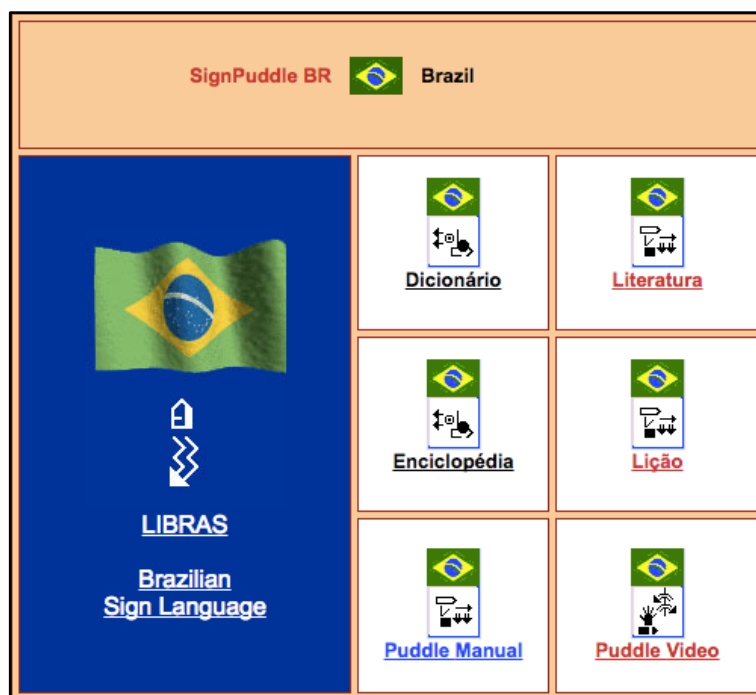 SignPuddle BR Brazil
LIBRAS
Brazilian
Sign Language
Dicionário
Literatura
Enciclopédia
Lição
Puddle Manual
Puddle Video